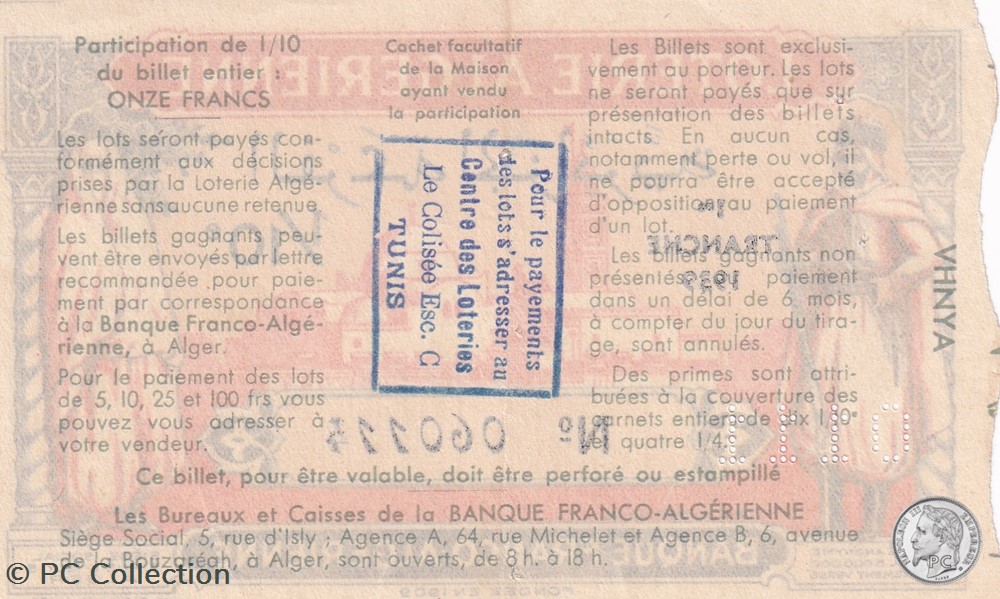 Participation de 1/10
du billet entier :
ONZE FRANCS
Les lots seront payés con-
formément aux décisions
prises par la Loterie Algé-
rienne sans aucune retenue.
Les billets gagnants peu-
vent être envoyés par lettre
recommandée pour paie-
ment par correspondance
à la Banque Franco-Algé-
rienne, à Alger.
Pour le paiement des lots
de 5, 10, 25 et 100 frs vous
pouvez vous adresser à
votre vendeur.
Cachet facultatif
de la Maison
ayant vendu
la participation
Pour le payements
des lots s'adresser au
Centre des Loteries
Le Colisée Esc. C
TUNIS
Les Billets sont exclusi-
vement au porteur. Les lots
ne seront payés que sur
présentation des billets
intacts En aucun cas,
notamment perte ou vol, il
ne pourra être accepté
d'opposition au paiement
d'un lot.
Les billets gagnants non
présentés paiement
dans un délai de 6 mois,
à compter du jour du tira-
ge, sont annulés.
Des primes sont attri-
buées à la couverture des
carnets entiers de dix 1/10e
et quatre 1/4.
1re
TRANCHE
1939
Nº
VHNYA
Ce billet, pour être valable, doit être perforé ou estampillé
Les Bureaux et Caisses de la BANQUE FRANCO-ALGÉRIENNE
Siège Social, 5, rue d'Isly ; Agence A, 64, rue Michelet et Agence B, 6, avenue
de la Bouzaréah, à Alger, sont ouverts, de 8 h. à 18 h.
FONDÉE EN 1909
© PC Collection
PC